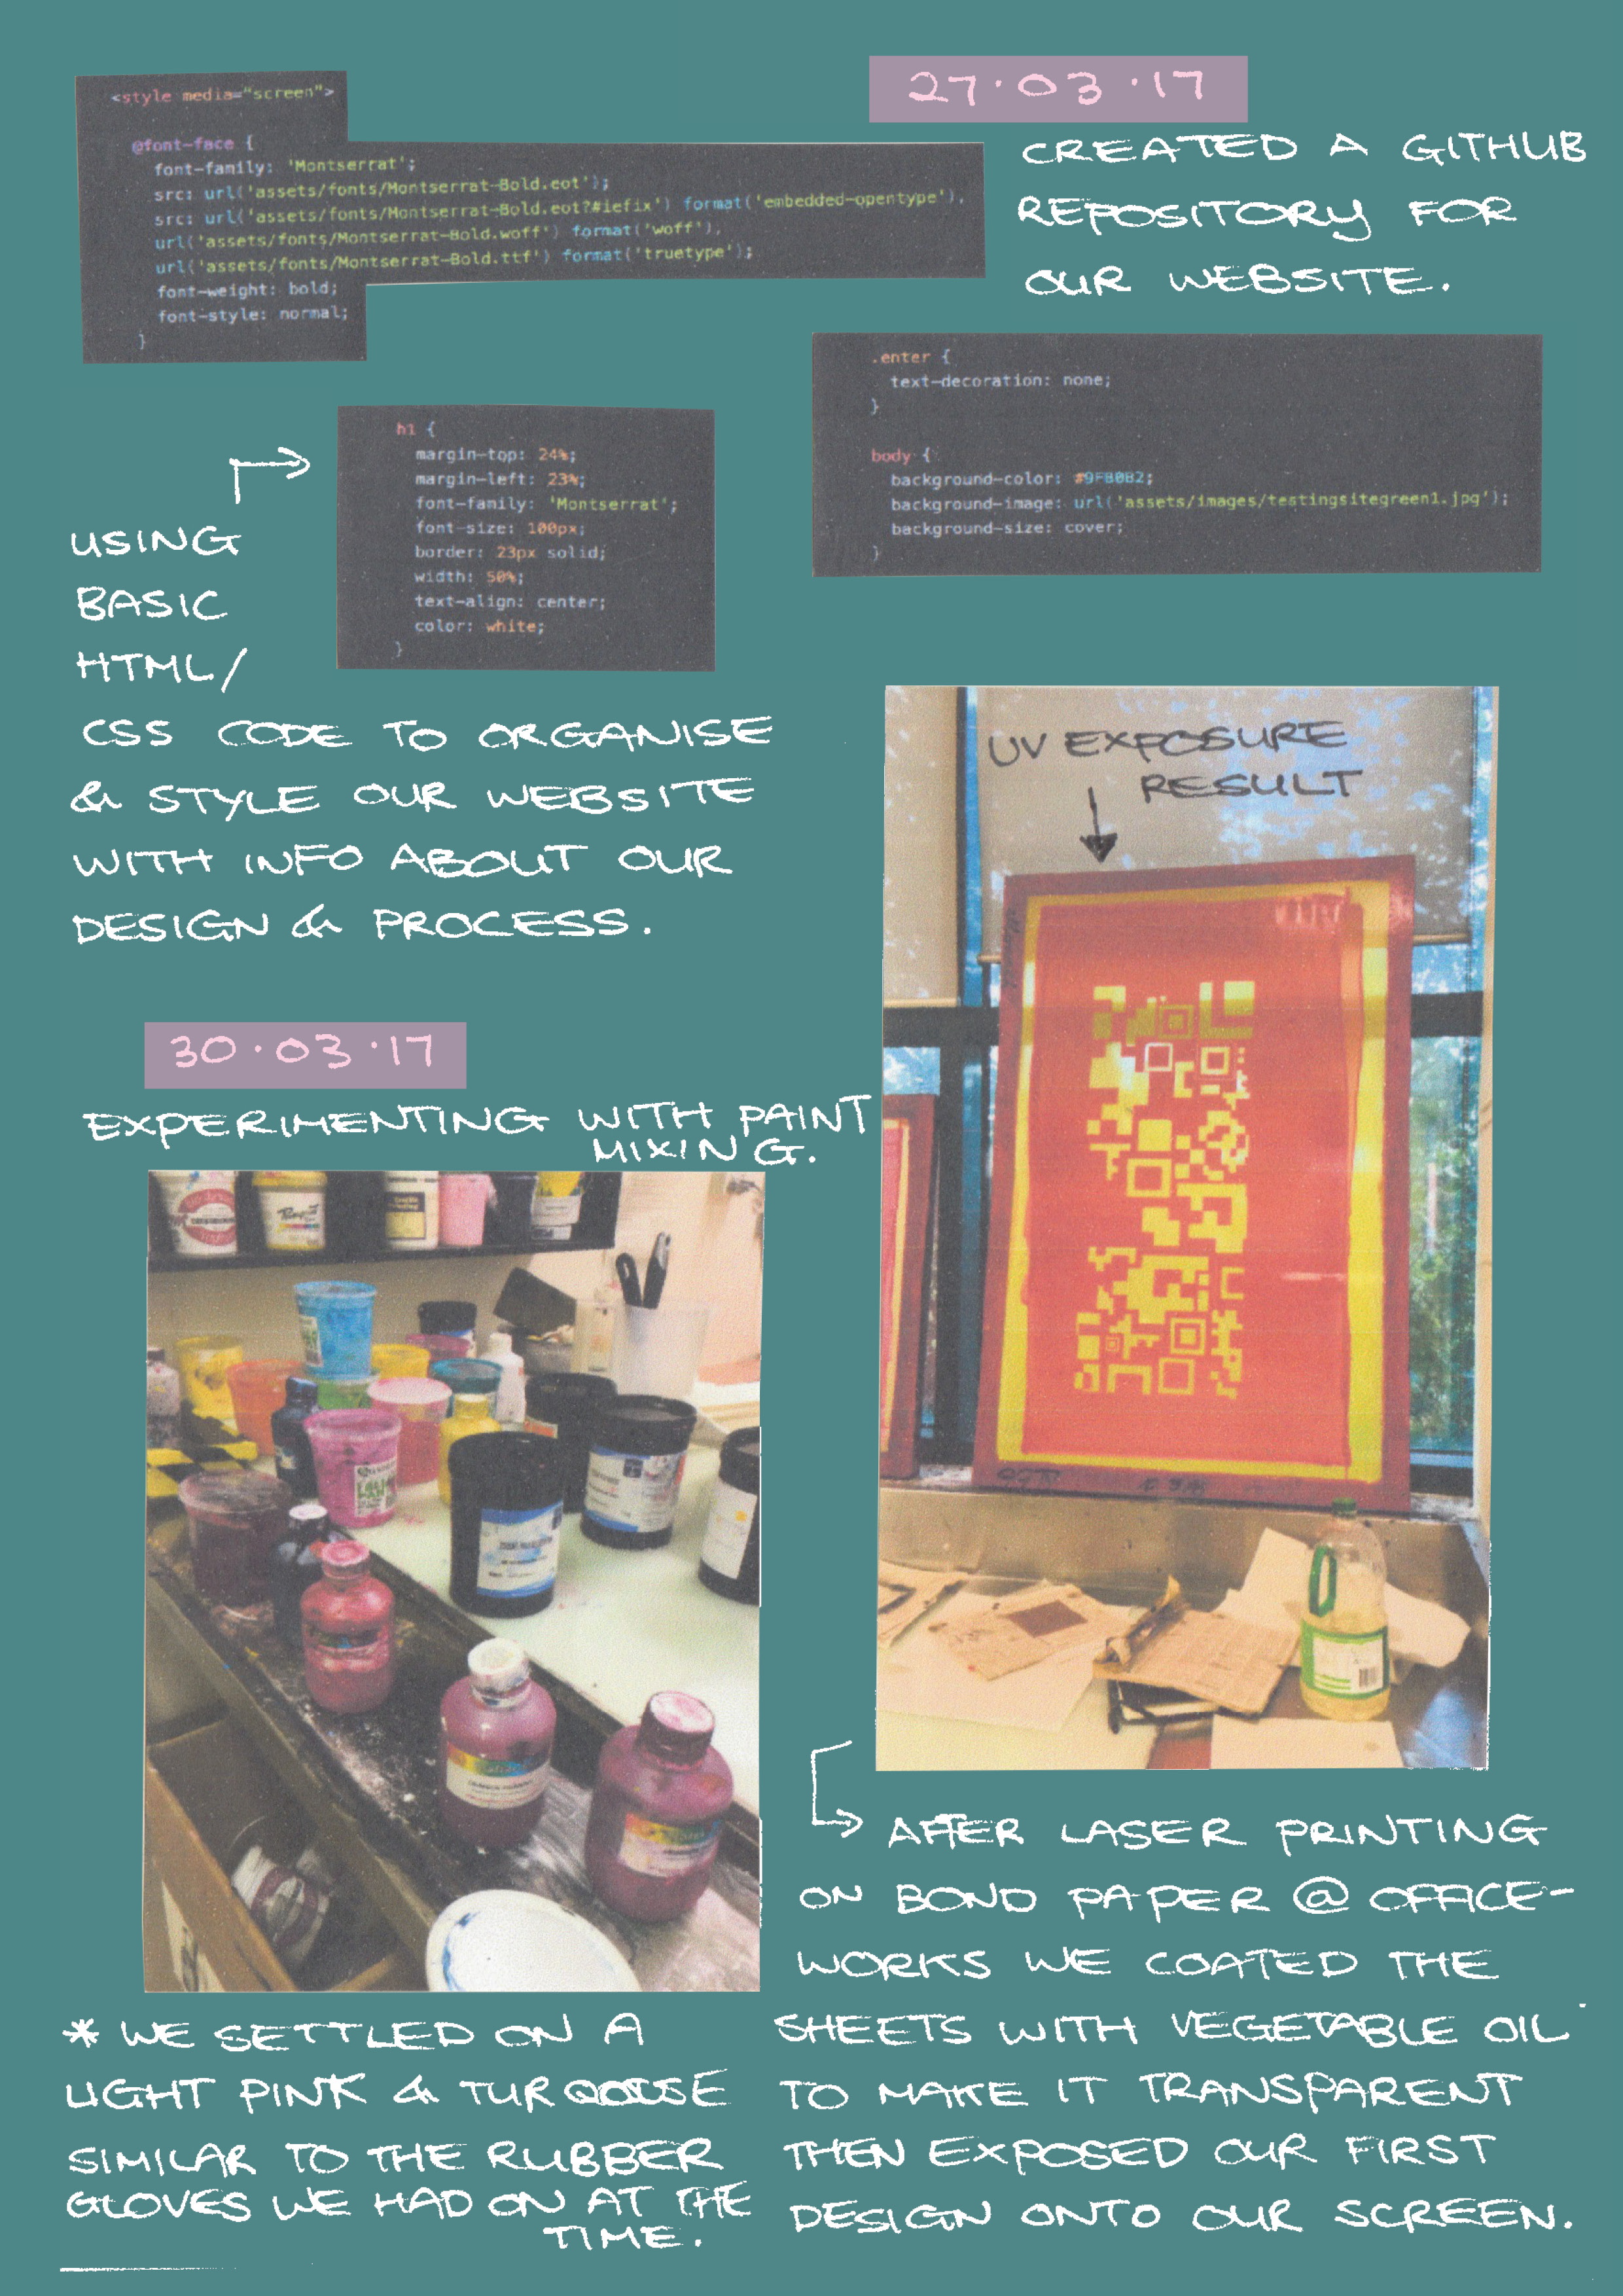 <style media="screen">
@font-face {
font-family: 'Montserrat';
src: url('assets/fonts/Montserrat-Bold.eot');
src: url('assets/fonts/Montserrat-Bold.eot?#iefix') format('embedded-opentype'),
url('assets/fonts/Montserrat-Bold.woff') format('woff'),
url('assets/fonts/Montserrat-Bold.ttf') format('truetype');
font-weight: bold;
font-style: normal;
}
27.03.17
CREATED A GITHUB
REPOSITORY FOR
OUR WEBSITE.
.enter {
text-decoration: none;
}
body {
background-color: #9FB0B2;
background-image: url('assets/images/testingsitegreen1.jpg');
background-size: cover;
}
h1 {
margin-top: 24%;
margin-left: 23%;
font-family: 'Montserrat';
font-size: 100px;
border: 23px solid;
width: 50%;
text-align: center;
color: white;
}
USING
BASIC
HTML/
CSS CODE TO ORGANISE
& STYLE OUR WEBSITE
WITH INFO ABOUT OUR
DESIGN & PROCESS.
UV EXPOSURE
RESULT
30.03.17
EXPERIMENTING WITH PAINT
MIXING.
* WE SETTLED ON A
LIGHT PINK & TURQOUSE
SIMILAR TO THE RUBBER
GLOVES WE HAD ON AT THE
TIME.
AFTER LASER PRINTING
ON BOND PAPER @ OFFICE-
WORKS WE COATED THE
SHEETS WITH VEGETABLE OIL
TO MAKE IT TRANSPARENT
THEN EXPOSED OUR FIRST
DESIGN ONTO OUR SCREEN.